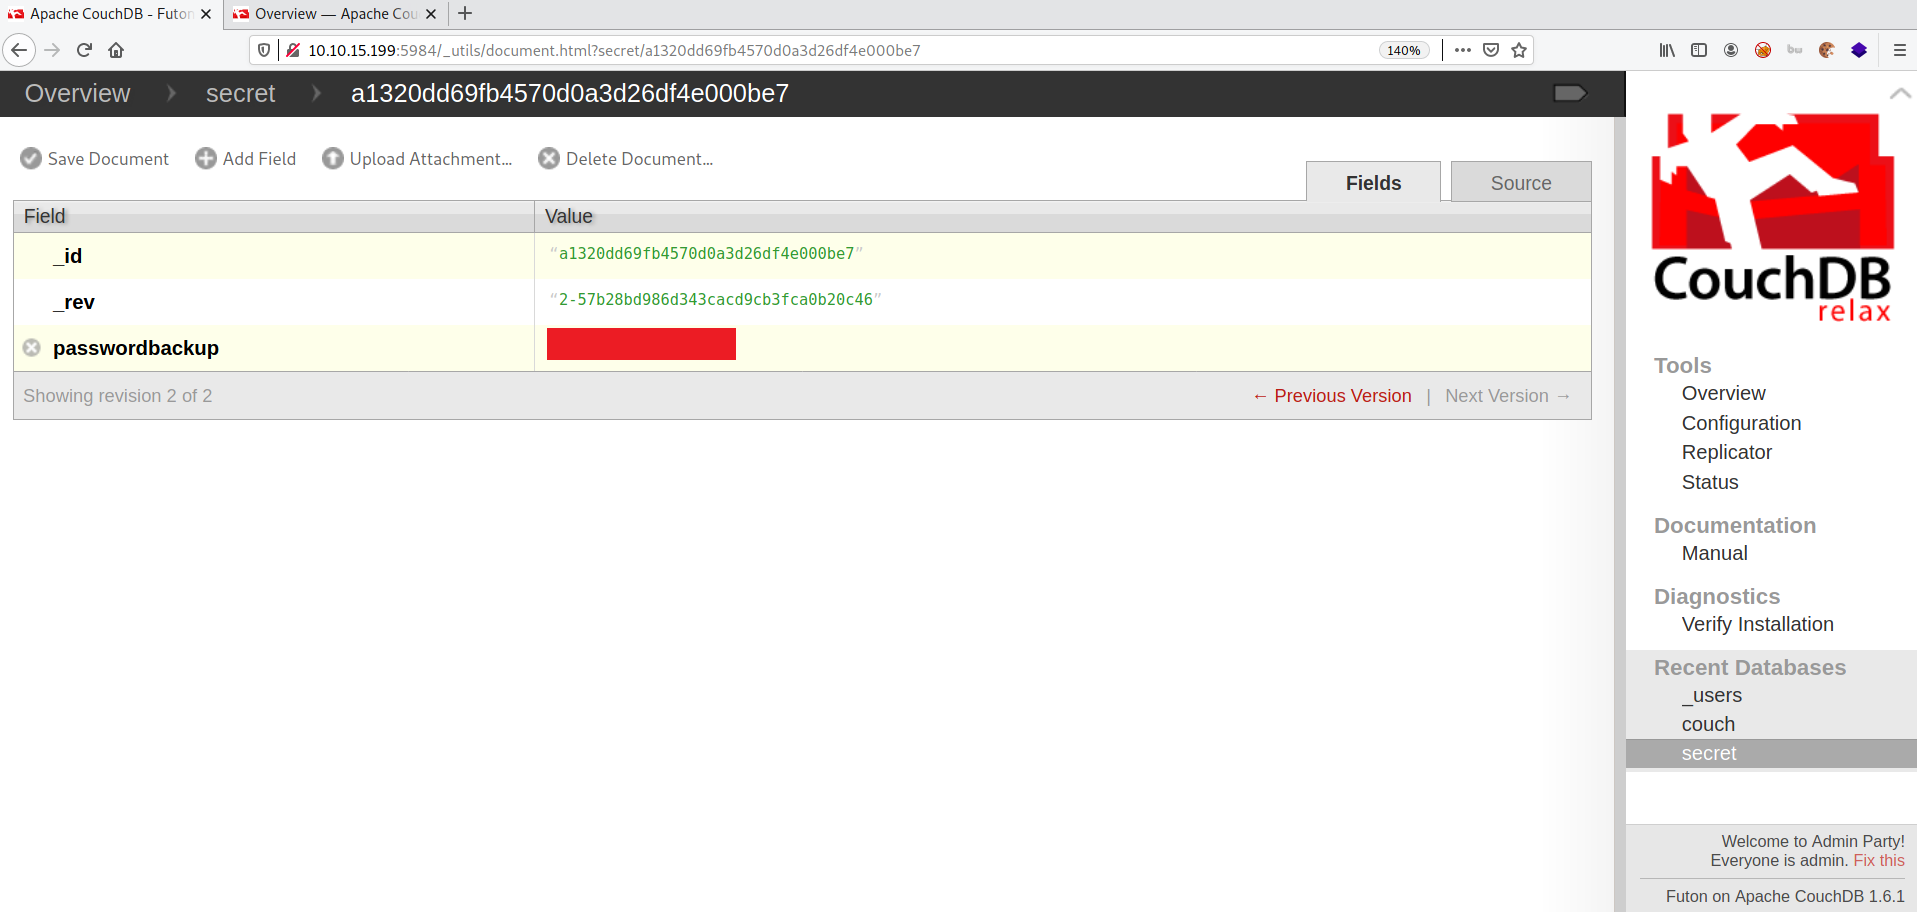 Apache CouchDB - Futon
Overview — Apache Cou
10.10.15.199:5984/_utils/document.html?secret/a1320dd69fb4570d0a3d26df4e000be7
140%
Overview
secret
a1320dd69fb4570d0a3d26df4e000be7
Save Document
Add Field
Upload Attachment...
Delete Document...
Fields
Source
Field
Value
_id
“a1320dd69fb4570d0a3d26df4e000be7”
_rev
“2-57b28bd986d343cacd9cb3fca0b20c46”
passwordbackup
Showing revision 2 of 2
← Previous Version | Next Version →
CouchDB
relax
Tools
Overview
Configuration
Replicator
Status
Documentation
Manual
Diagnostics
Verify Installation
Recent Databases
_users
couch
secret
Welcome to Admin Party!
Everyone is admin. Fix this
Futon on Apache CouchDB 1.6.1